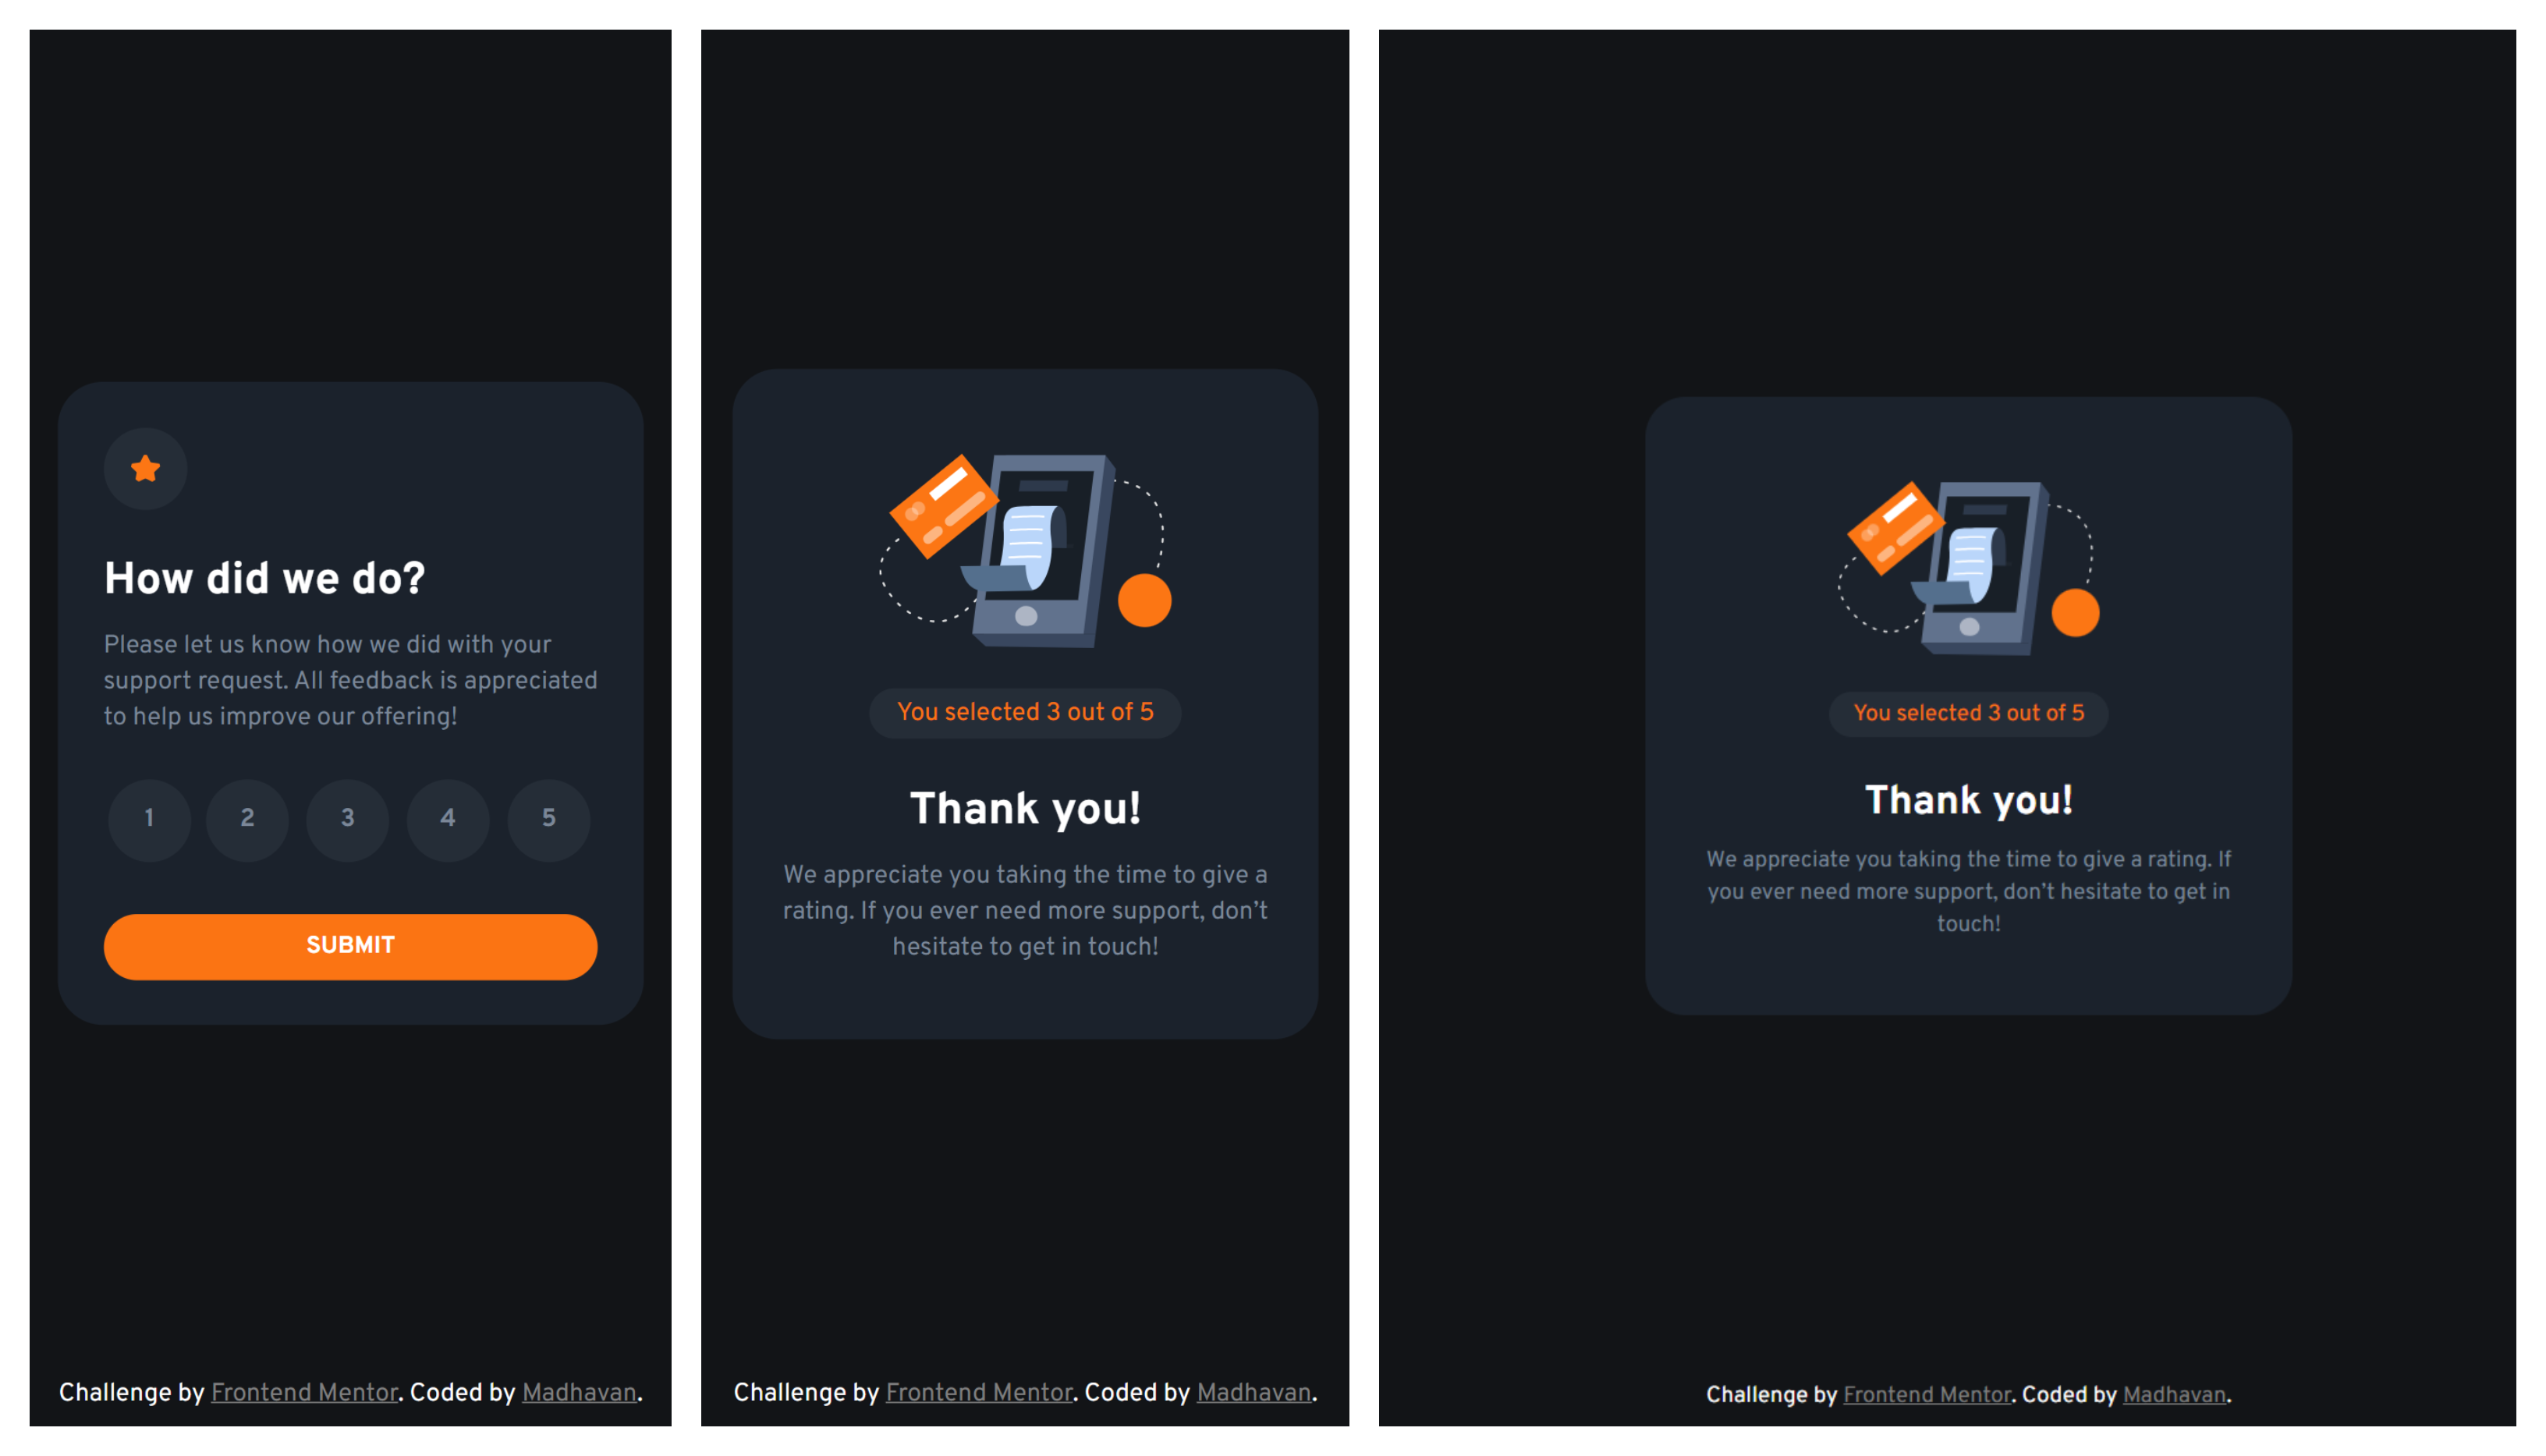 How did we do?
Please let us know how we did with your
support request. All feedback is appreciated
to help us improve our offering!
1 2 3 4 5
SUBMIT
Challenge by Frontend Mentor. Coded by Madhavan.
You selected 3 out of 5
Thank you!
We appreciate you taking the time to give a
rating. If you ever need more support, don’t
hesitate to get in touch!
Challenge by Frontend Mentor. Coded by Madhavan.
You selected 3 out of 5
Thank you!
We appreciate you taking the time to give a rating. If
you ever need more support, don’t hesitate to get in
touch!
Challenge by Frontend Mentor. Coded by Madhavan.